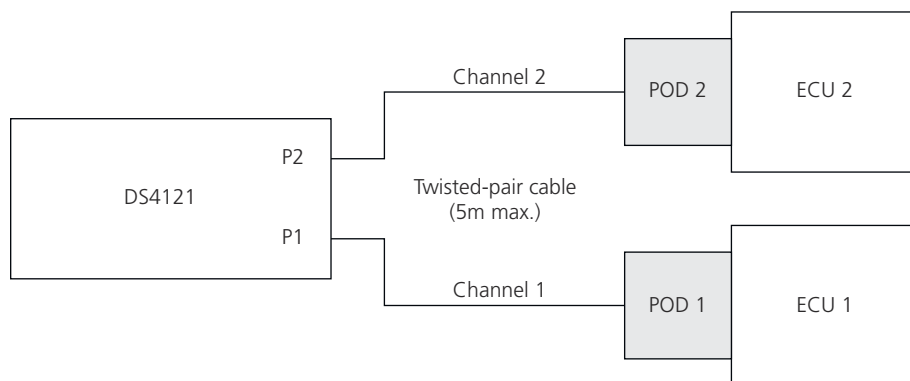 Channel 2
POD 2
ECU 2
DS4121
P2
P1
Twisted-pair cable
(5m max.)
Channel 1
POD 1
ECU 1